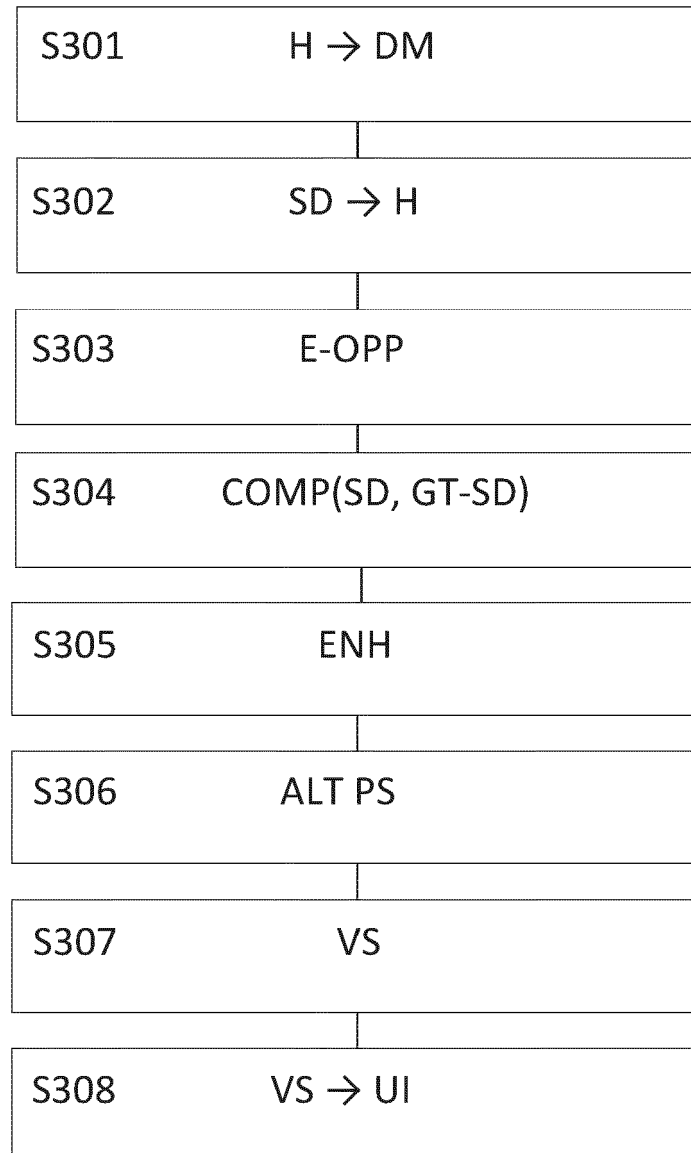 S301 H → DM
S302 SD → H
S303 E-OPP
S304 COMP(SD, GT-SD)
S305 ENH
S306 ALT PS
S307 VS
S308 VS → UI